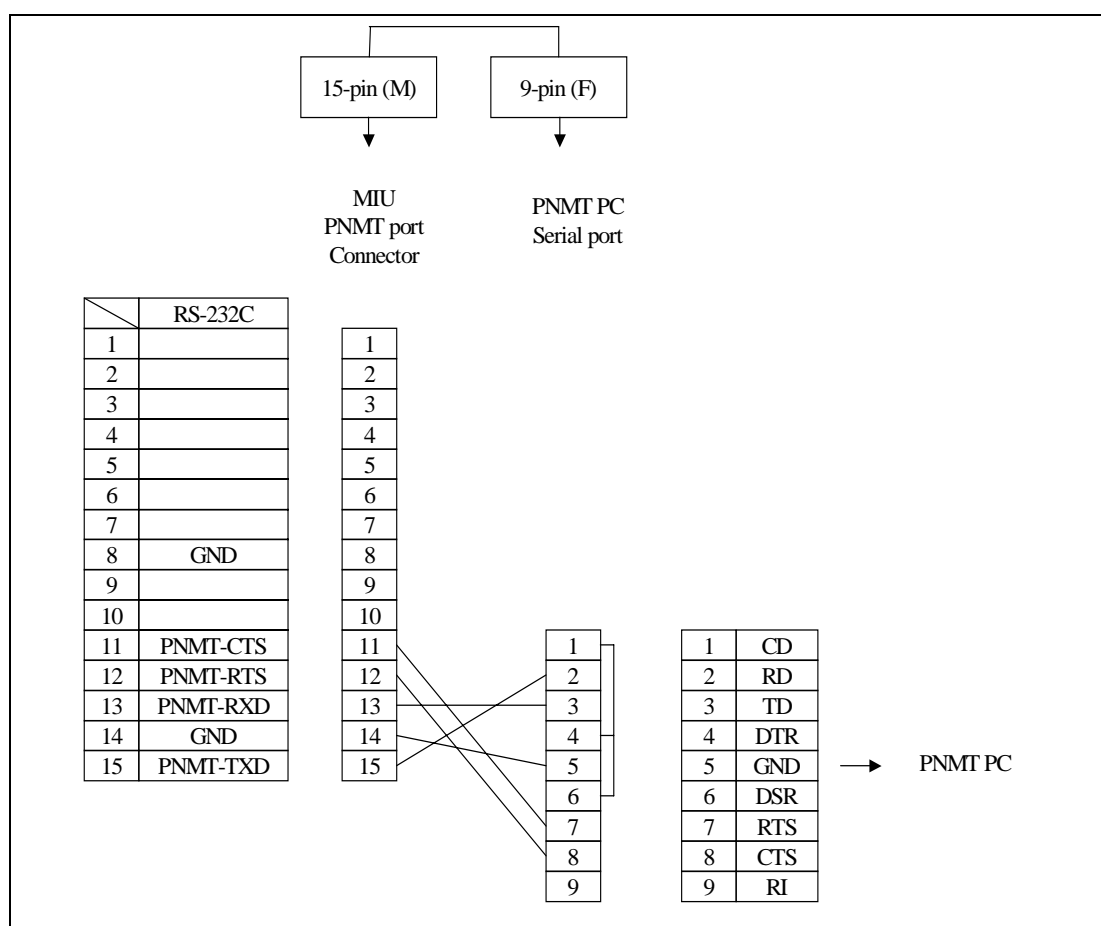 15-pin (M) 9-pin (F)
MIU
PNMT port
Connector
PNMT PC
Serial port
RS-232C
1 1
2 2
3 3
4 4
5 5
6 6
7 7
8 GND 8
9 9
10 10
11 PNMT-CTS 11 1 1 CD
12 PNMT-RTS 12 2 2 RD
13 PNMT-RXD 13 3 3 TD
14 GND 14 4 4 DTR
15 PNMT-TXD 15 5 5 GND PNMT PC
6 6 DSR
7 7 RTS
8 8 CTS
9 9 RI